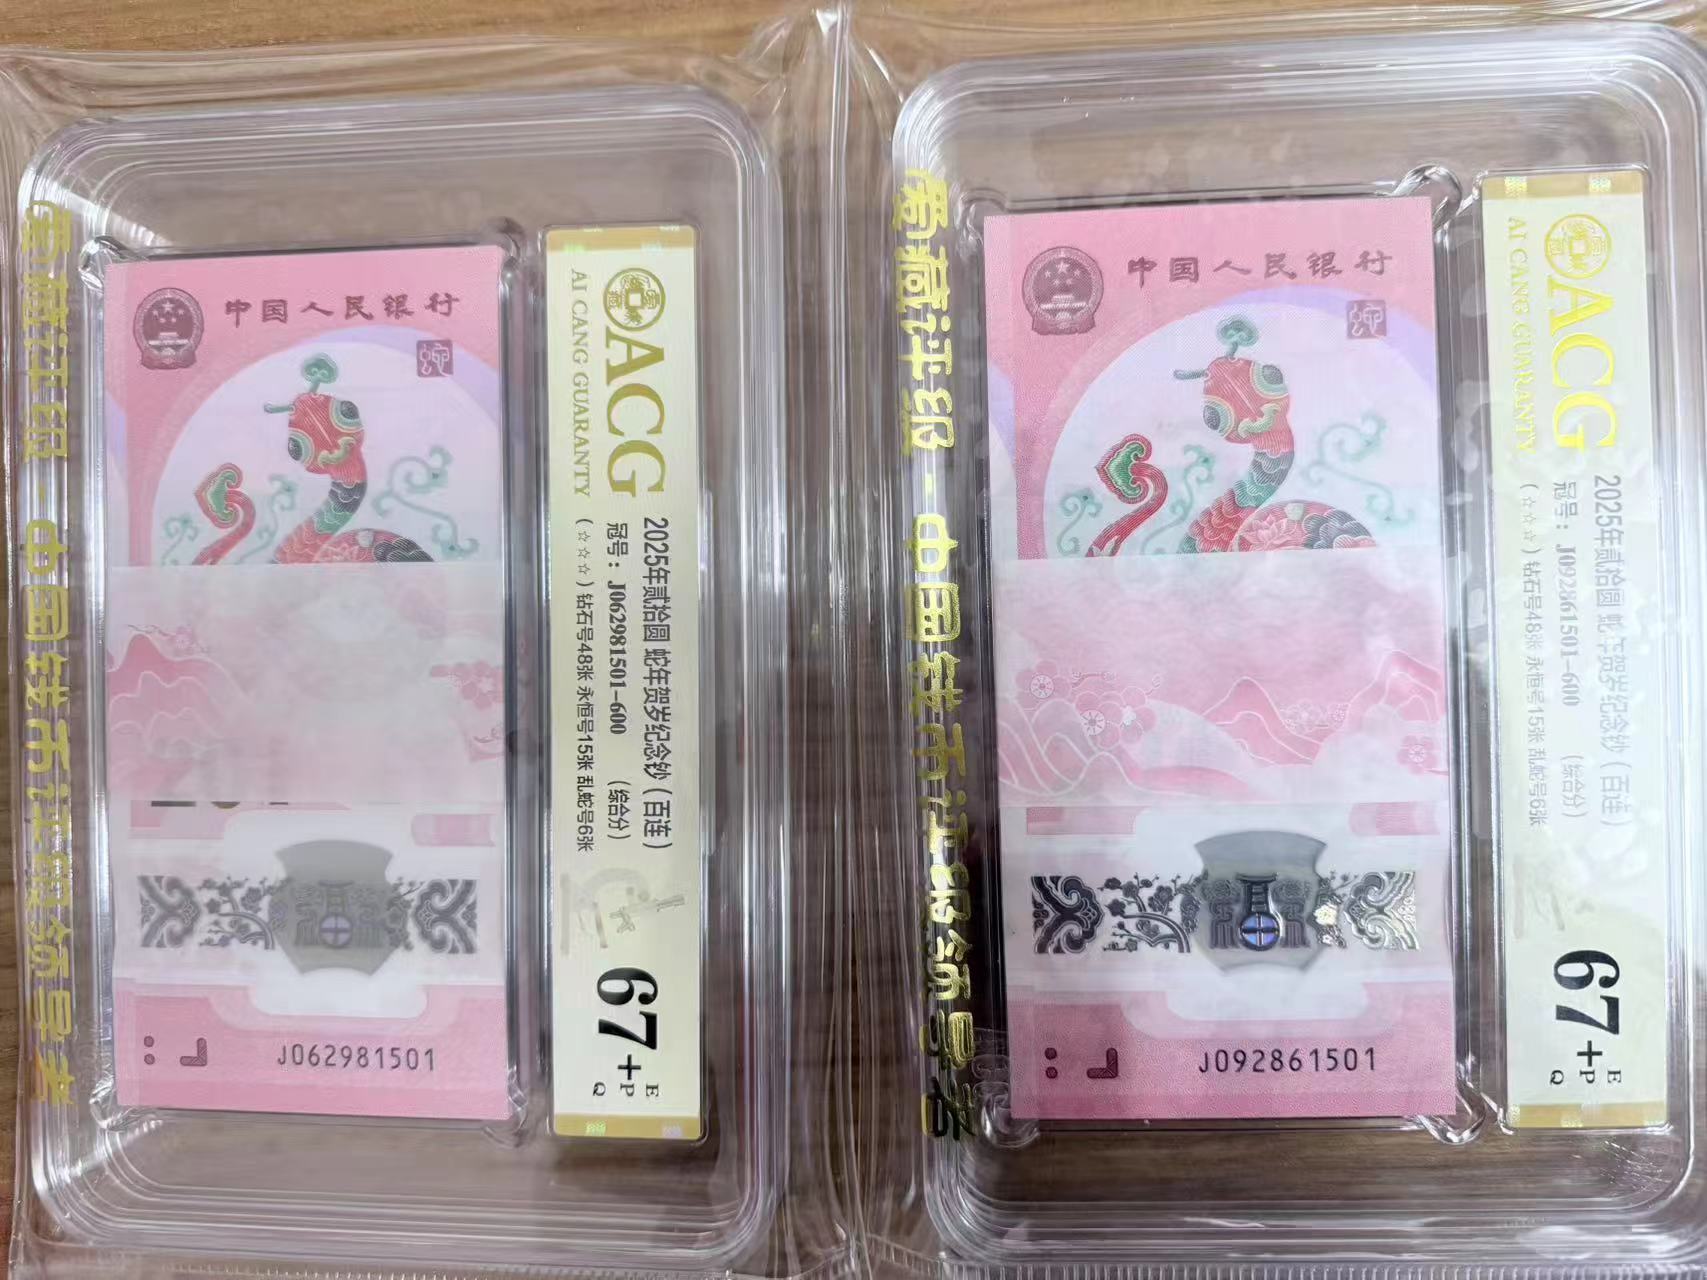 爱藏评级 - 中国钱币评级领导者
中国人民银行
蛇
J062981501
ACG
AI CANG GUARANTY
2025年贰拾圆 蛇年贺岁纪念钞（百连）
冠号：J062981501-600 （综合分）
（☆☆☆）钻石号48张 永恒号15张 乱蛇号6张
67+
E
P
Q
爱藏评级 - 中国钱币评级领导者
中国人民银行
蛇
J092861501
ACG
AI CANG GUARANTY
2025年贰拾圆 蛇年贺岁纪念钞（百连）
冠号：J092861501-600 （综合分）
（☆☆☆）钻石号48张 永恒号15张 乱蛇号6张
67+
E
P
Q